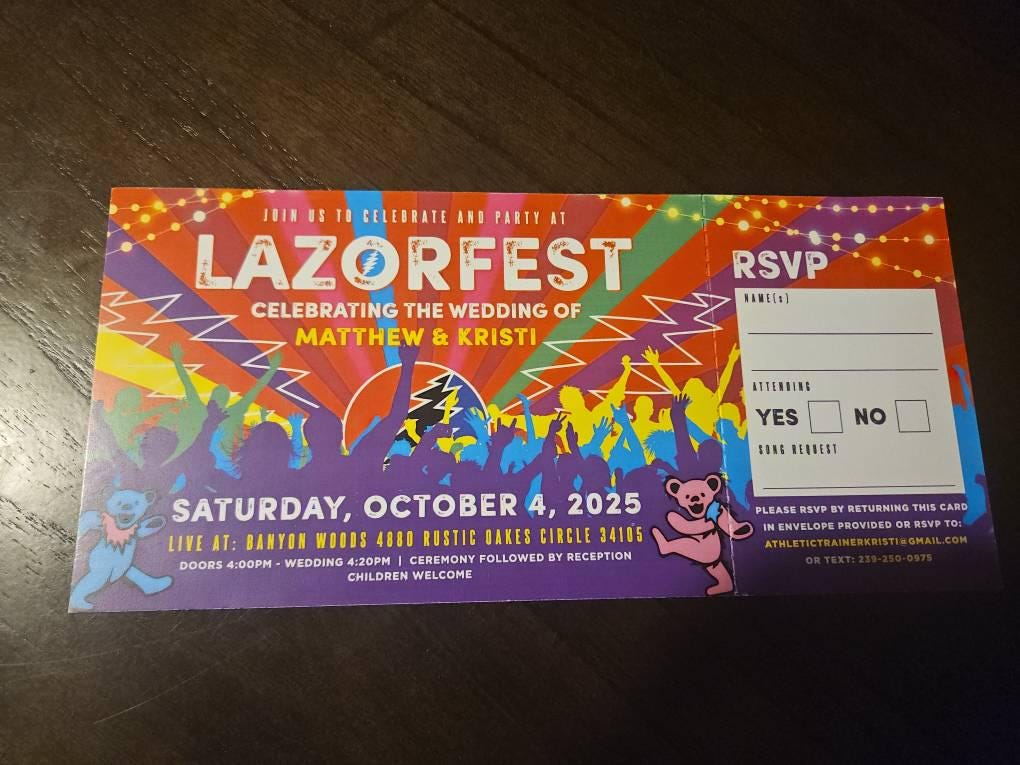 JOIN US TO CELEBRATE AND PARTY AT
LAZORFEST
CELEBRATING THE WEDDING OF
MATTHEW & KRISTI
SATURDAY, OCTOBER 4, 2025
LIVE AT: BANYON WOODS 4880 RUSTIC OAKES CIRCLE 34105
DOORS 4:00PM - WEDDING 4:20PM | CEREMONY FOLLOWED BY RECEPTION
CHILDREN WELCOME
RSVP
NAME(s)
ATTENDING
YES NO
SONG REQUEST
PLEASE RSVP BY RETURNING THIS CARD
IN ENVELOPE PROVIDED OR RSVP TO:
ATHLETICTRAINERKRISTI@GMAIL.COM
OR TEXT: 239-250-0975